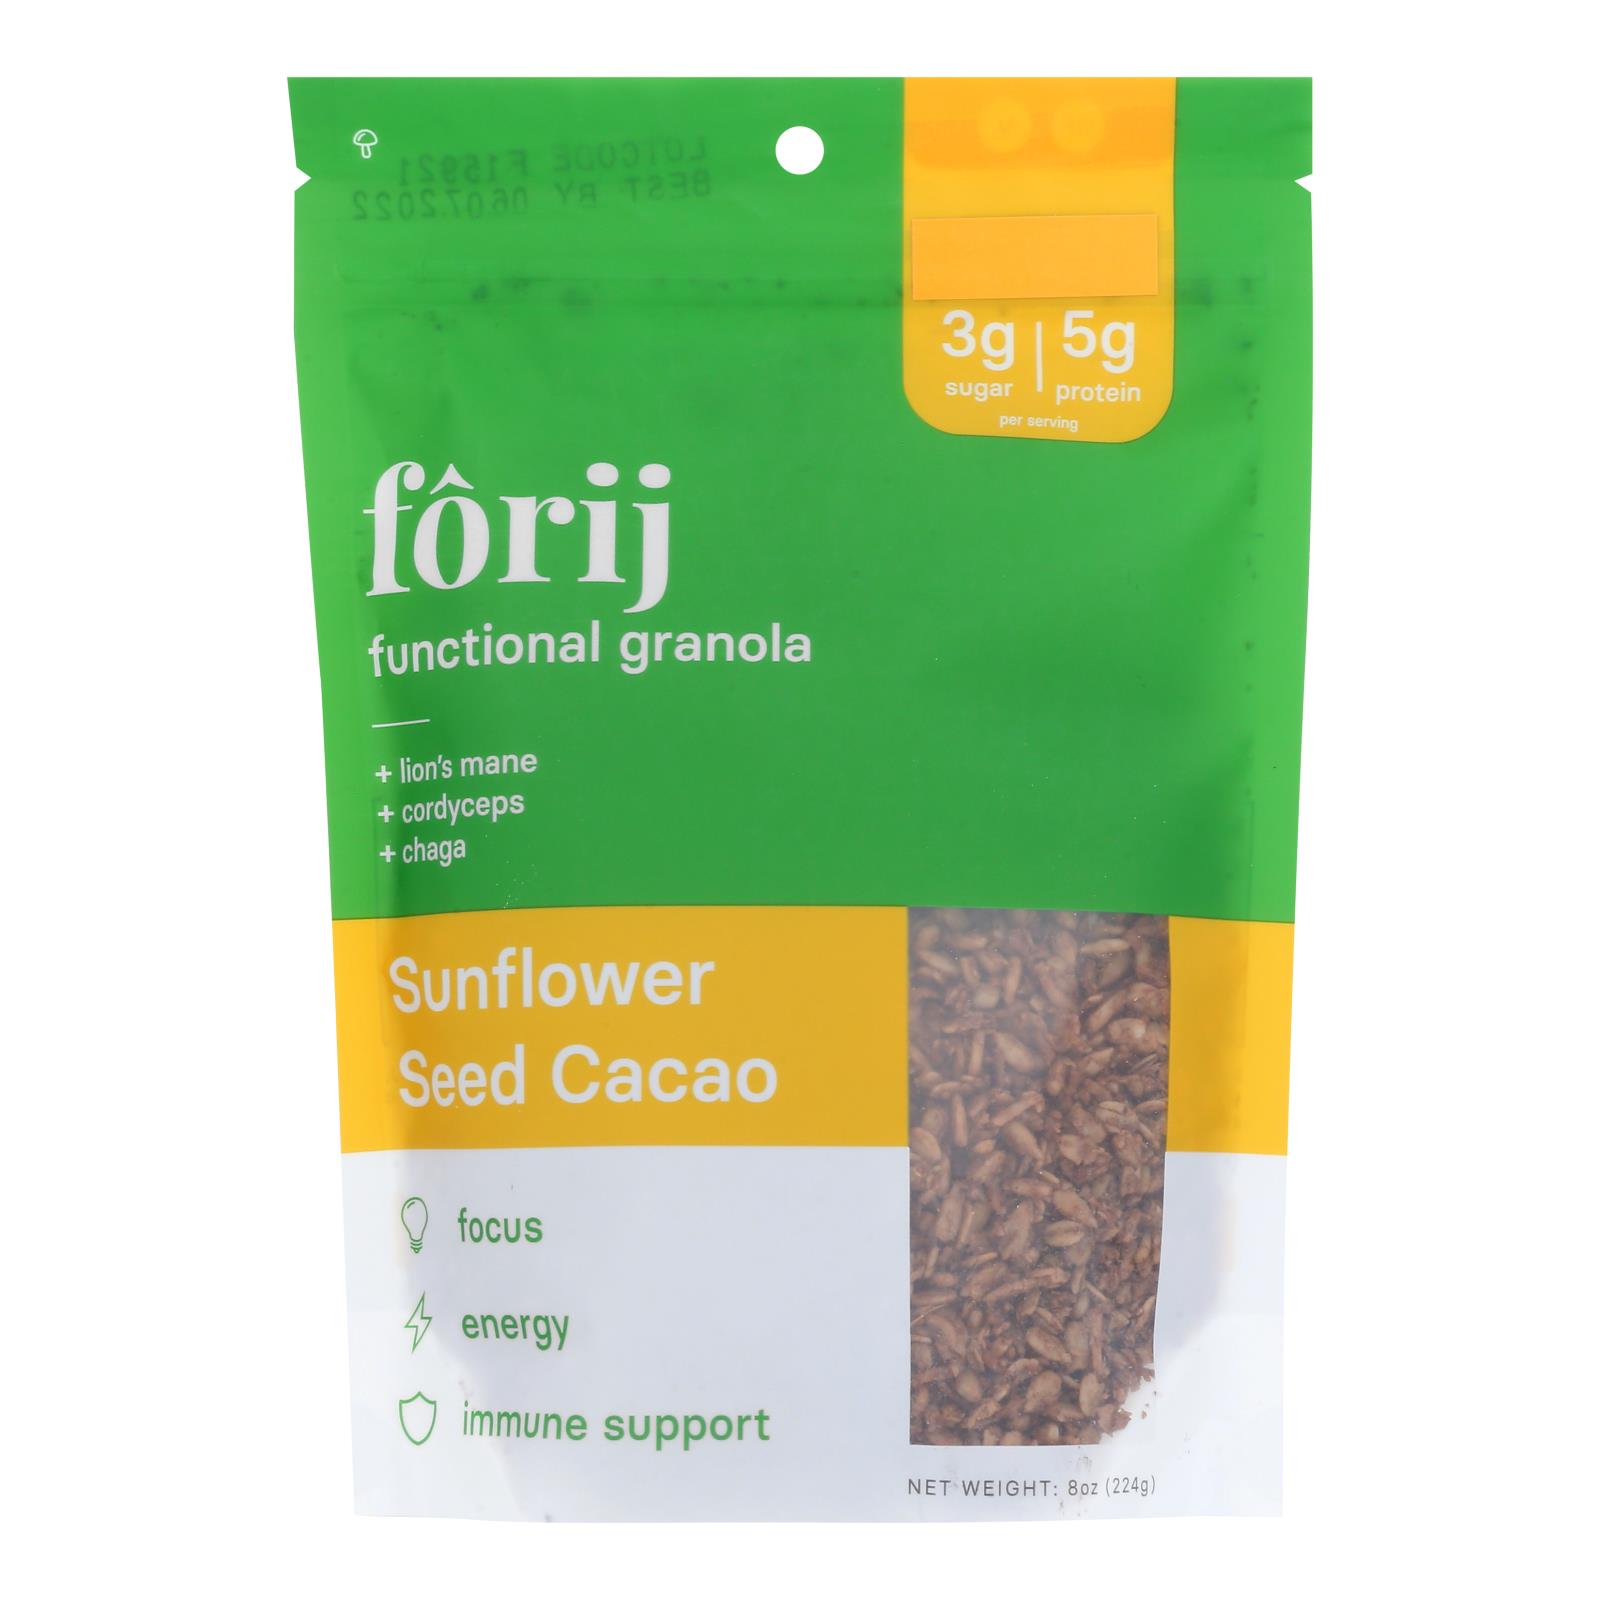 LOTCODE F15921
BEST BY 06.07.2022
3g | 5g
sugar protein
per serving
fôrij
functional granola
+ lion's mane
+ cordyceps
+ chaga
Sunflower
Seed Cacao
focus
energy
immune support
NET WEIGHT: 8oz (224g)